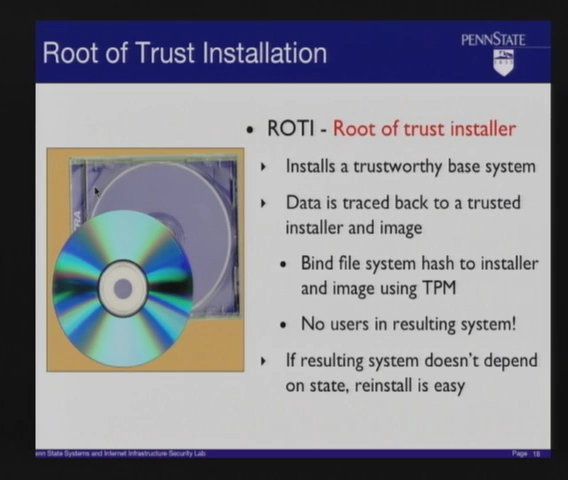 Root of Trust Installation
PENNSTATE
• ROTI - Root of trust installer
Installs a trustworthy base system
Data is traced back to a trusted
installer and image
• Bind file system hash to installer
and image using TPM
• No users in resulting system!
If resulting system doesn't depend
on state, reinstall is easy
enn State Systems and Internet Infrastructure Security Lab
Page 16